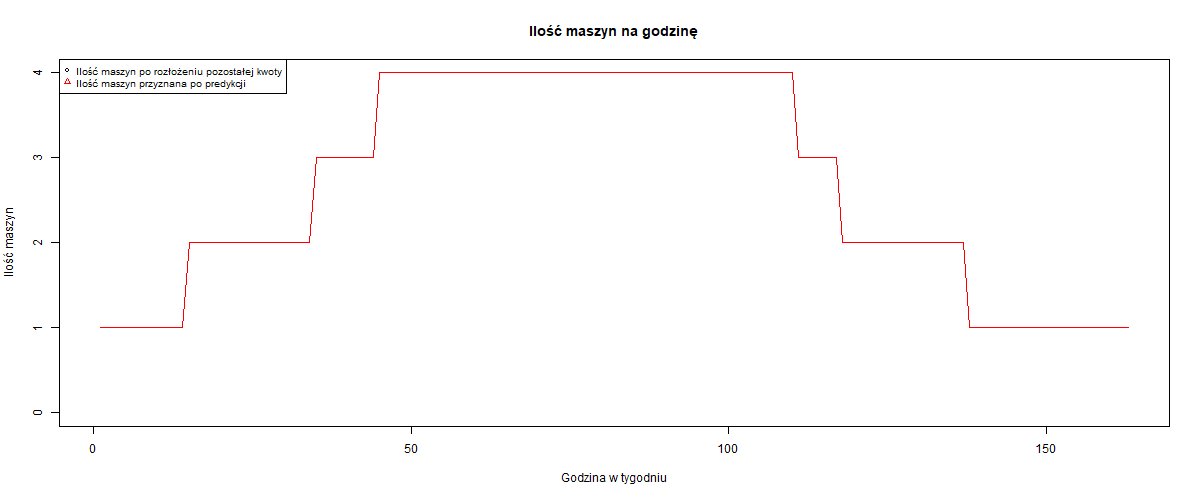 Ilość maszyn na godzinę
Ilość maszyn po rozłożeniu pozostałej kwoty
Ilość maszyn przyznana po predykcji
Ilość maszyn
4
3
2
1
0
0 50 100 150
Godzina w tygodniu